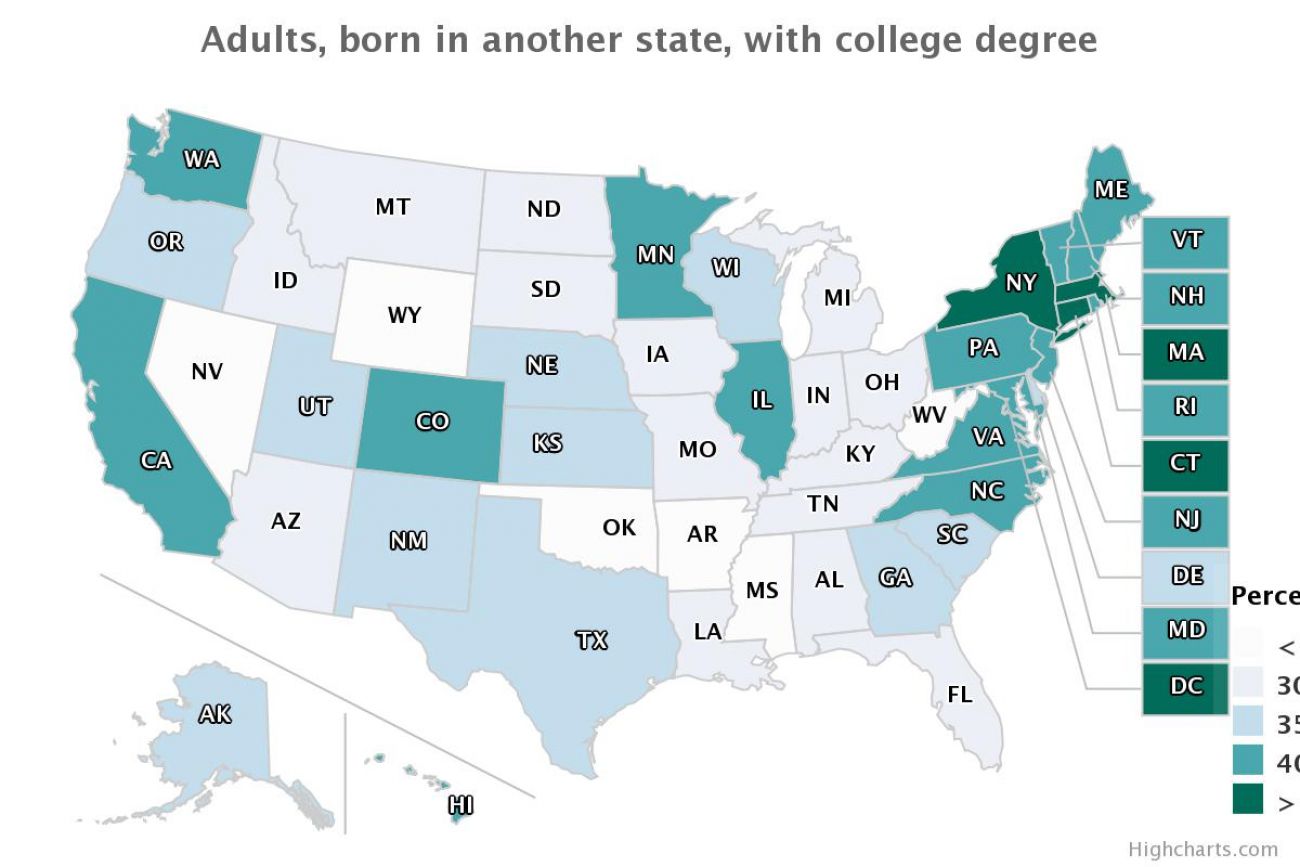 Adults, born in another state, with college degree
WA
ME
MT
ND
VT
OR
MN
WI
ID
NY
SD
MI
NH
WY
PA
MA
IA
NV
NE
OH
UT
IL
IN
RI
CO
WV
KS
VA
CA
MO
KY
CT
NC
TN
AZ
OK
NJ
NM
AR
SC
DE
AL
GA
MS
Perce
TX
LA
MD
<
FL
DC
30
AK
35
40
HI
>
Highcharts.com